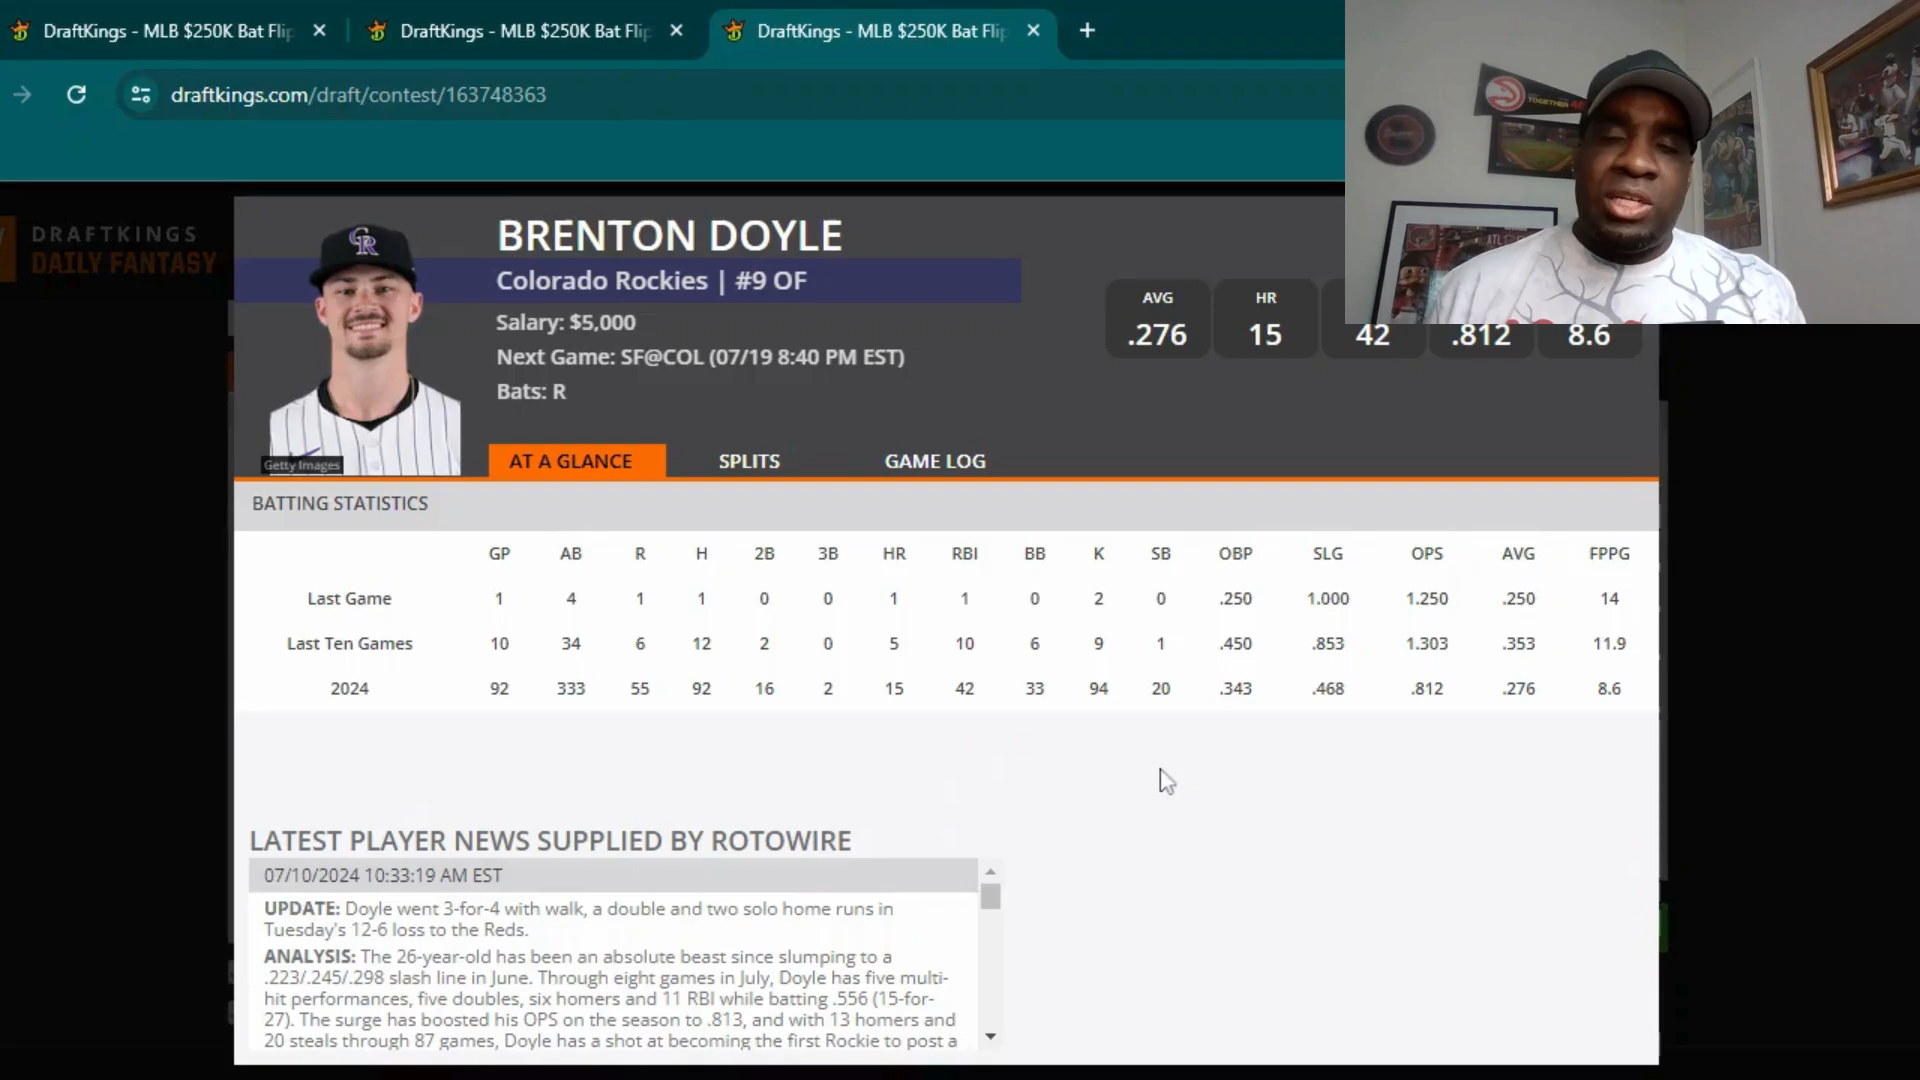 DraftKings - MLB $250K Bat Flip
DraftKings - MLB $250K Bat Flip
DraftKings - MLB $250K Bat Flip
draftkings.com/draft/contest/163748363
DRAFTKINGS
DAILY FANTASY
BRENTON DOYLE
Colorado Rockies | #9 OF
Salary: $5,000
Next Game: SF@COL (07/19 8:40 PM EST)
Bats: R
AVG HR
.276 15 42 .812 8.6
CR
Getty Images
AT A GLANCE SPLITS GAME LOG
BATTING STATISTICS
GP AB R H 2B 3B HR RBI BB K SB OBP SLG OPS AVG FPPG
Last Game 1 4 1 1 0 0 1 1 0 2 0 .250 1.000 1.250 .250 14
Last Ten Games 10 34 6 12 2 0 5 10 6 9 1 .450 .853 1.303 .353 11.9
2024 92 333 55 92 16 2 15 42 33 94 20 .343 .468 .812 .276 8.6
LATEST PLAYER NEWS SUPPLIED BY ROTOWIRE
07/10/2024 10:33:19 AM EST
UPDATE: Doyle went 3-for-4 with walk, a double and two solo home runs in
Tuesday's 12-6 loss to the Reds.
ANALYSIS: The 26-year-old has been an absolute beast since slumping to a
.223/.245/.298 slash line in June. Through eight games in July, Doyle has five multi-
hit performances, five doubles, six homers and 11 RBI while batting .556 (15-for-
27). The surge has boosted his OPS on the season to .813, and with 13 homers and
20 steals through 87 games, Doyle has a shot at becoming the first Rockie to post a